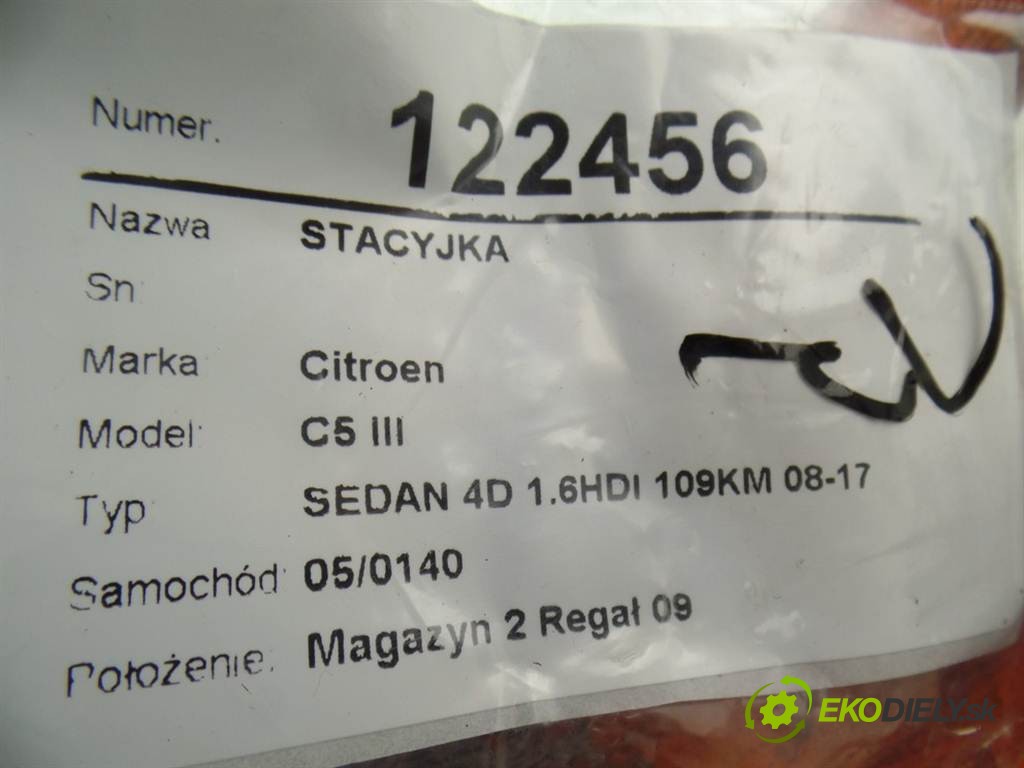 Numer. 122456
Nazwa STACYJKA
Sn
Marka Citroen
Model C5 III
Typ SEDAN 4D 1.6HDI 109KM 08-17
Samochód 05/0140
Położenie. Magazyn 2 Regał 09
EKODIELY.sk